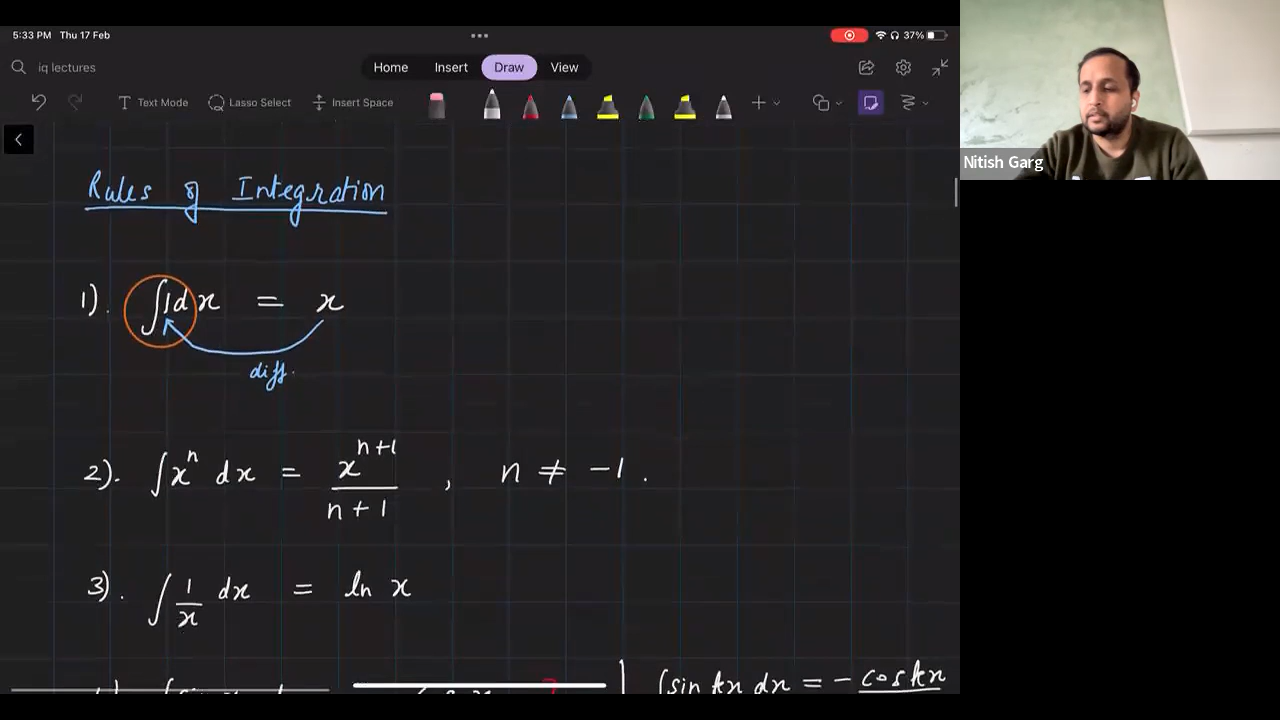 5:33 PM Thu 17 Feb
37%
iq lectures
Home Insert Draw View
Text Mode Lasso Select Insert Space
Nitish Garg
Rules of Integration
1). ∫1dx = x
diff.
2). ∫xⁿ dx = xⁿ⁺¹/(n+1) , n ≠ -1.
3). ∫ 1/x dx = ln x
∫sin kx dx = - cos kx